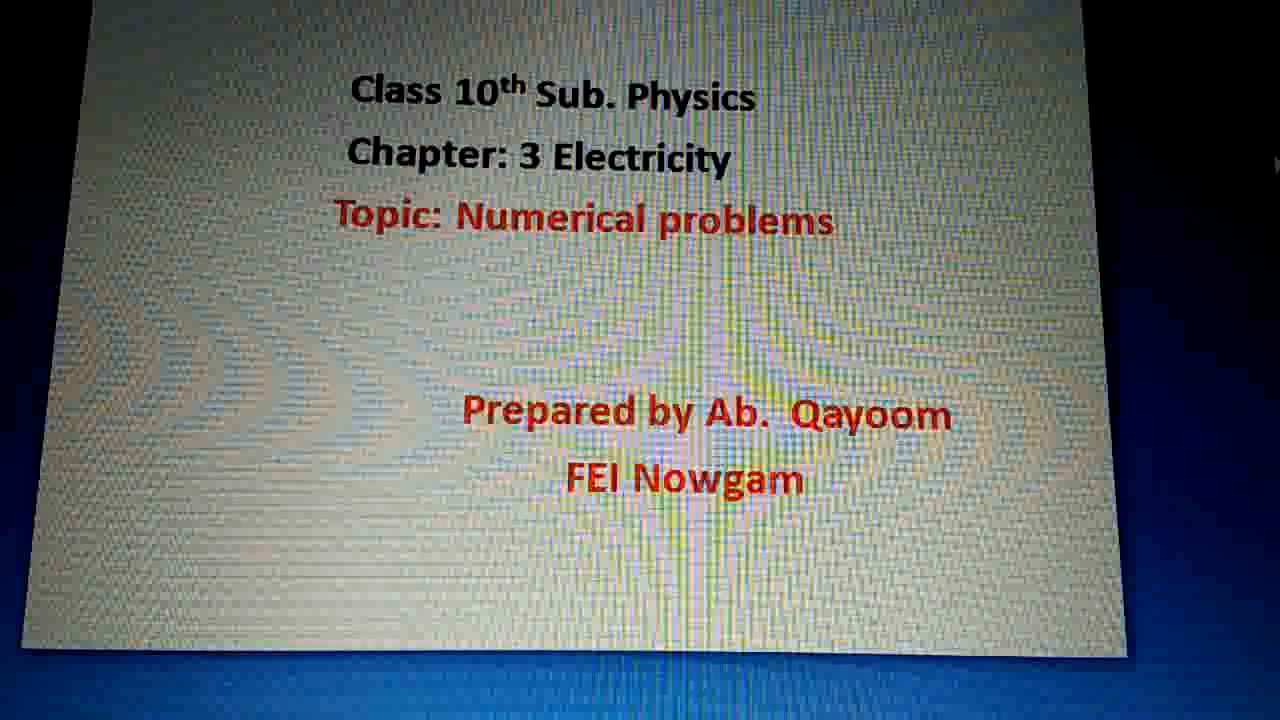 Class 10th Sub. Physics
Chapter: 3 Electricity
Topic: Numerical problems
Prepared by Ab. Qayoom
FEI Nowgam